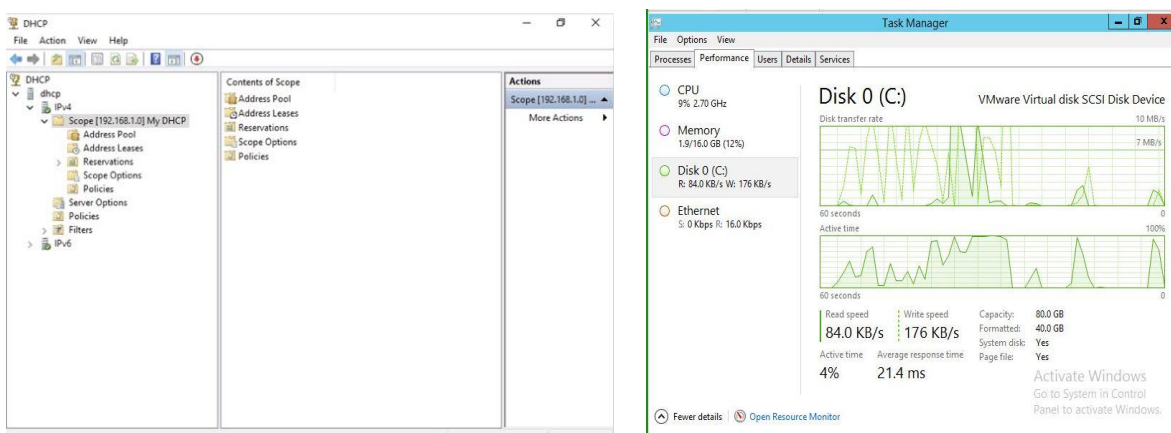 DHCP
File Action View Help
DHCP
dhcp
IPv4
Scope [192.168.1.0] My DHCP
Address Pool
Address Leases
Reservations
Scope Options
Policies
Server Options
Policies
Filters
IPv6
Contents of Scope
Address Pool
Address Leases
Reservations
Scope Options
Policies
Actions
Scope [192.168.1.0] ...
More Actions
Task Manager
File Options View
Processes Performance Users Details Services
CPU
9% 2.70 GHz
Memory
1.9/16.0 GB (12%)
Disk 0 (C:)
R: 84.0 KB/s W: 176 KB/s
Ethernet
S: 0 Kbps R: 16.0 Kbps
Disk 0 (C:) VMware Virtual disk SCSI Disk Device
Disk transfer rate 10 MB/s
7 MB/s
60 seconds 0
Active time 100%
60 seconds 0
Read speed Write speed Capacity: 80.0 GB
84.0 KB/s 176 KB/s Formatted: 40.0 GB
System disk: Yes
Active time Average response time Page file: Yes
4% 21.4 ms
Activate Windows
Go to System in Control
Panel to activate Windows.
Fewer details Open Resource Monitor